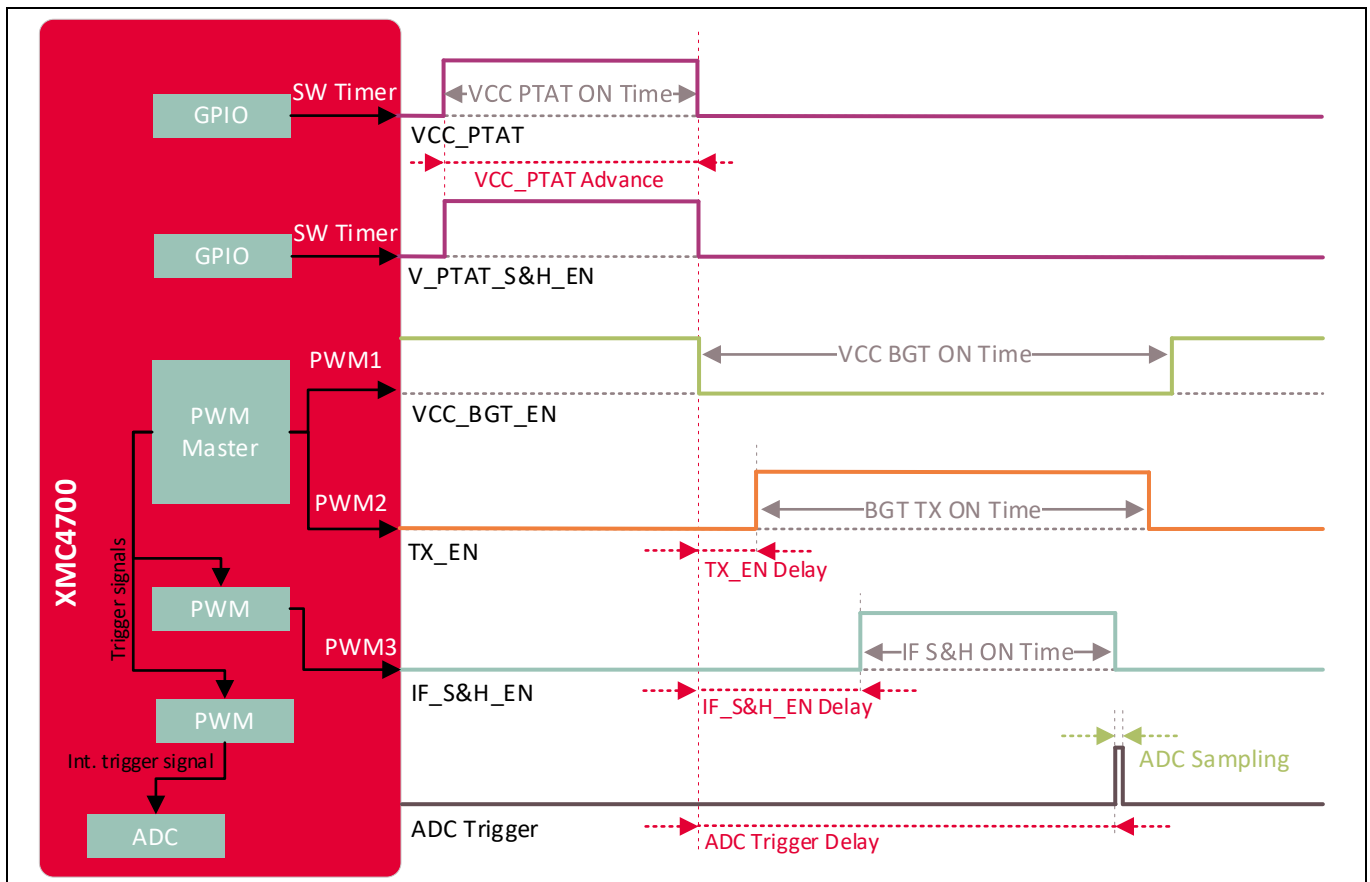 SW Timer
GPIO
VCC PTAT ON Time
VCC_PTAT
VCC_PTAT Advance
SW Timer
GPIO
V_PTAT_S&H_EN
PWM1
VCC BGT ON Time
VCC_BGT_EN
PWM
Master
PWM2
BGT TX ON Time
TX_EN
TX_EN Delay
XMC4700
Trigger signals
PWM
PWM3
IF S&H ON Time
IF_S&H_EN
IF_S&H_EN Delay
PWM
Int. trigger signal
ADC Sampling
ADC
ADC Trigger
ADC Trigger Delay